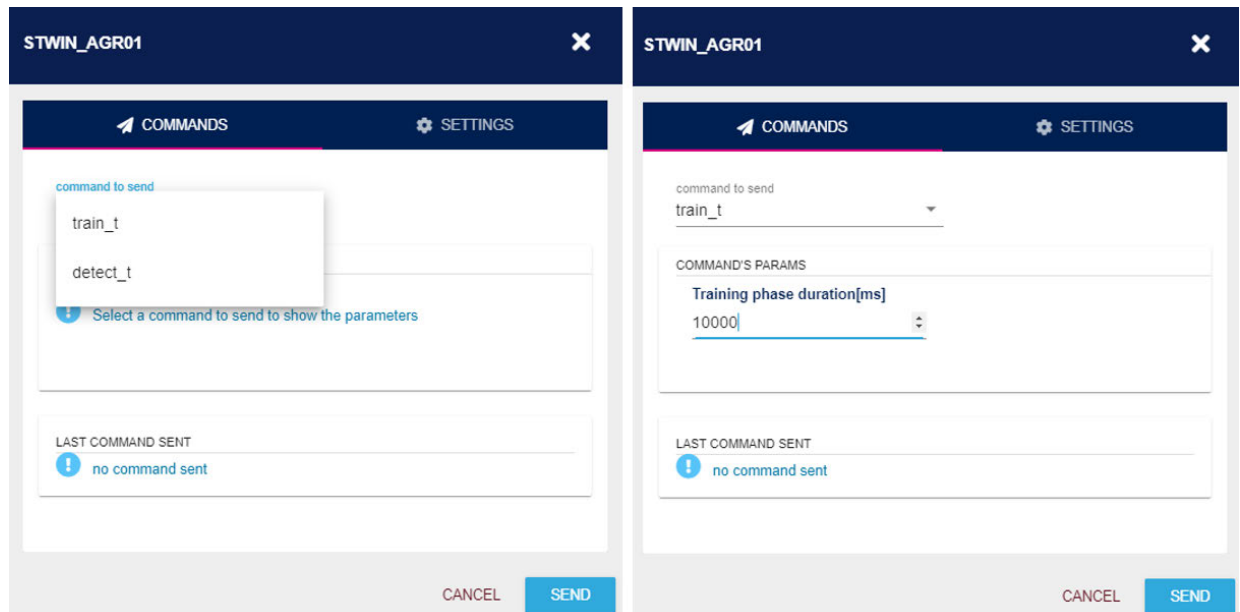 STWIN_AGR01
COMMANDS SETTINGS
command to send
train_t
detect_t
Select a command to send to show the parameters
LAST COMMAND SENT
no command sent
CANCEL SEND
STWIN_AGR01
COMMANDS SETTINGS
command to send
train_t
COMMAND'S PARAMS
Training phase duration[ms]
10000
LAST COMMAND SENT
no command sent
CANCEL SEND